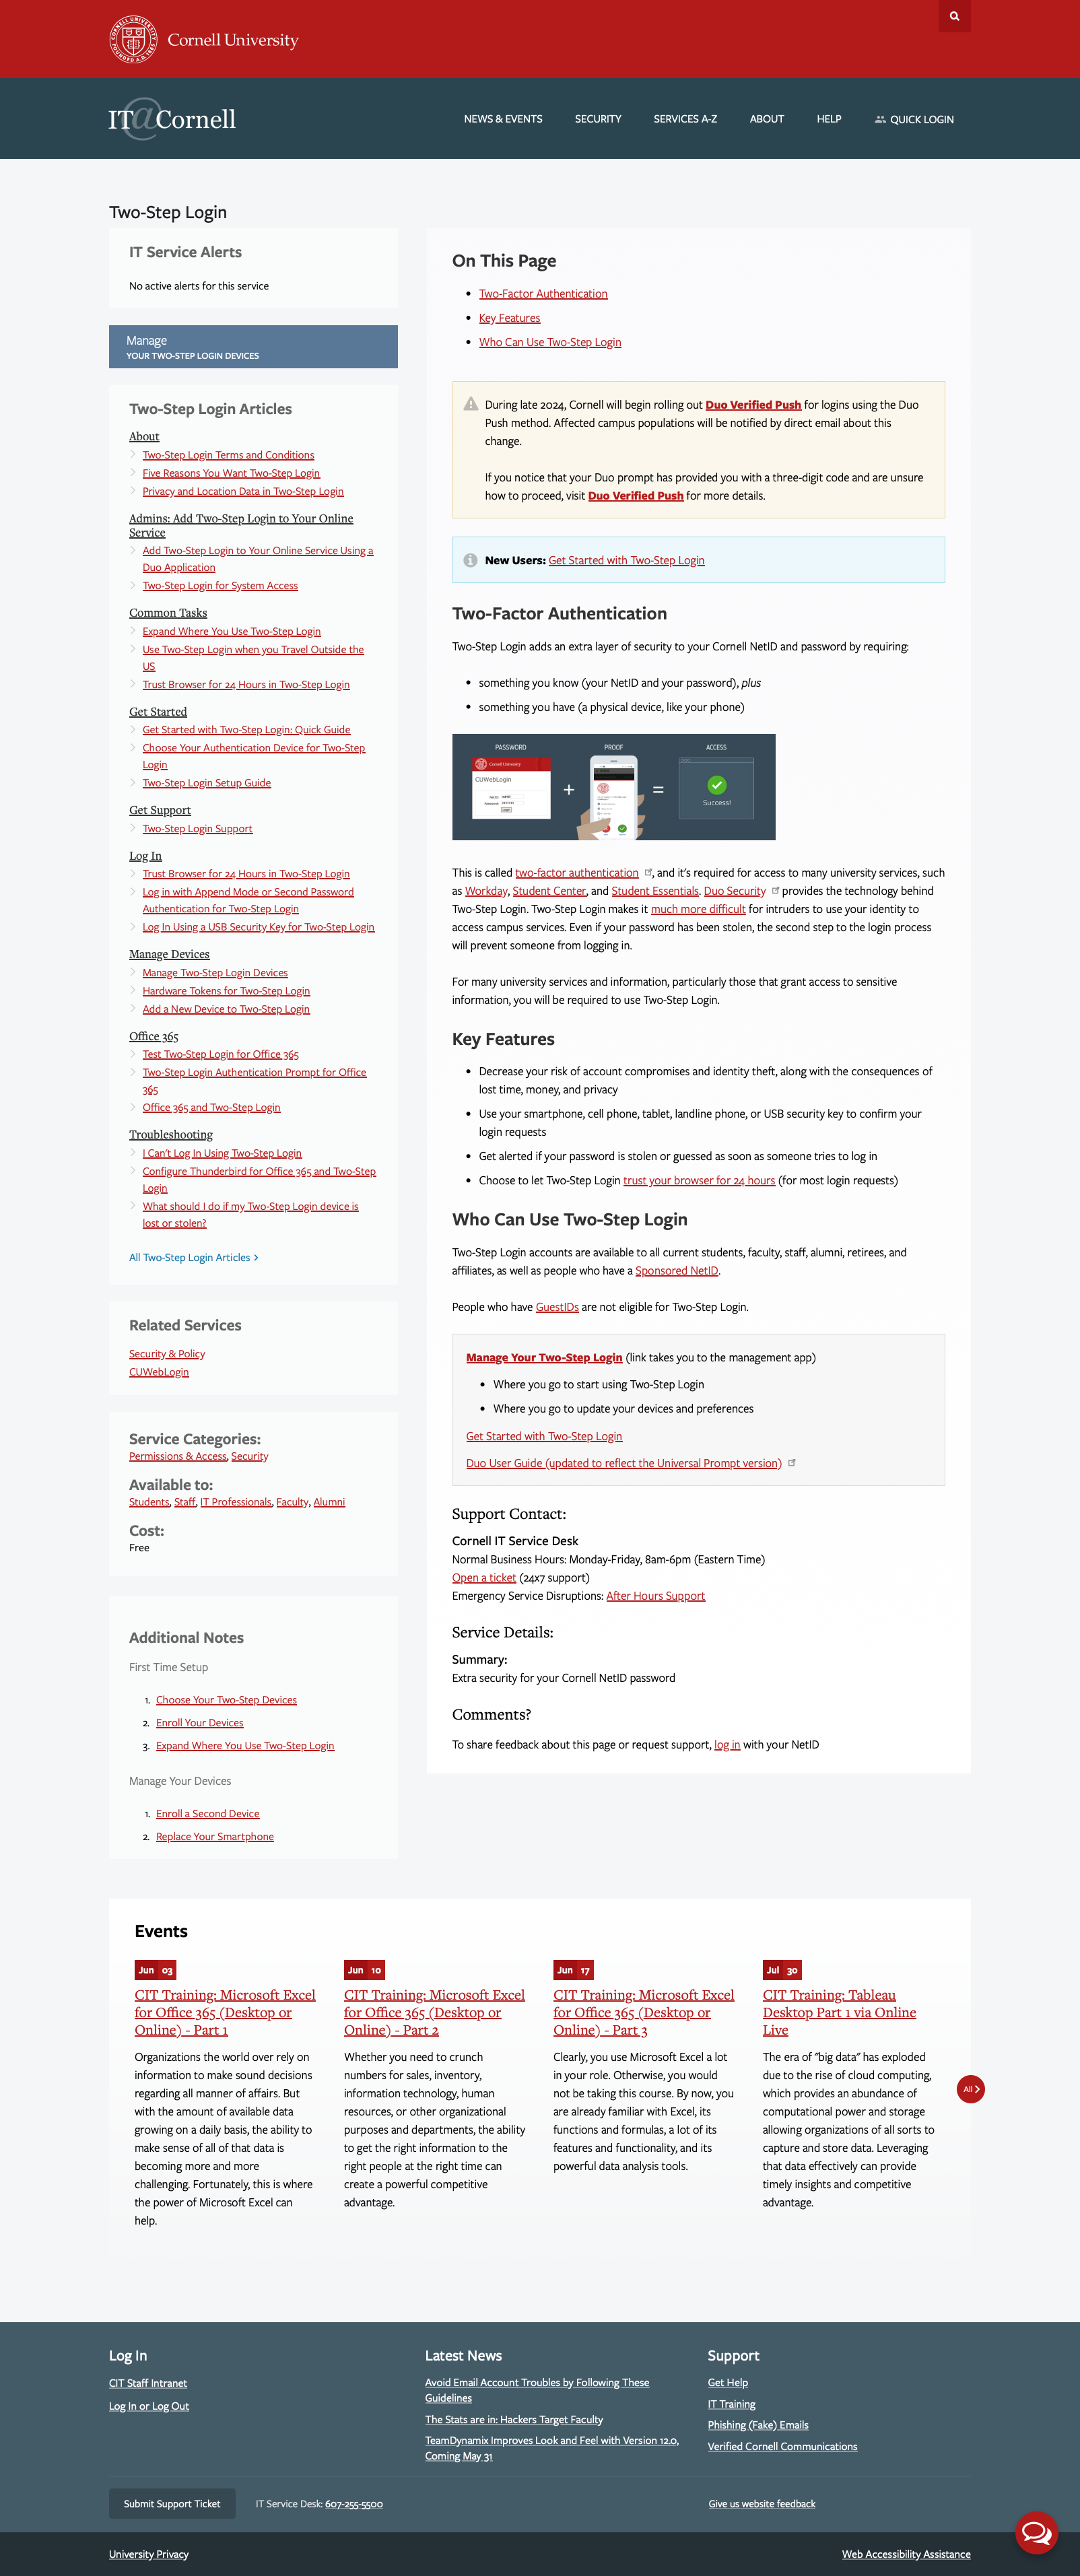 Cornell University
IT@Cornell
NEWS & EVENTS
SECURITY
SERVICES A-Z
ABOUT
HELP
QUICK LOGIN
Two-Step Login
IT Service Alerts
No active alerts for this service
Manage
YOUR TWO-STEP LOGIN DEVICES
Two-Step Login Articles
About
Two-Step Login Terms and Conditions
Five Reasons You Want Two-Step Login
Privacy and Location Data in Two-Step Login
Admins: Add Two-Step Login to Your Online
Service
Add Two-Step Login to Your Online Service Using a
Duo Application
Two-Step Login for System Access
Common Tasks
Expand Where You Use Two-Step Login
Use Two-Step Login when you Travel Outside the
US
Trust Browser for 24 Hours in Two-Step Login
Get Started
Get Started with Two-Step Login: Quick Guide
Choose Your Authentication Device for Two-Step
Login
Two-Step Login Setup Guide
Get Support
Two-Step Login Support
Log In
Trust Browser for 24 Hours in Two-Step Login
Log in with Append Mode or Second Password
Authentication for Two-Step Login
Log In Using a USB Security Key for Two-Step Login
Manage Devices
Manage Two-Step Login Devices
Hardware Tokens for Two-Step Login
Add a New Device to Two-Step Login
Office 365
Test Two-Step Login for Office 365
Two-Step Login Authentication Prompt for Office
365
Office 365 and Two-Step Login
Troubleshooting
I Can't Log In Using Two-Step Login
Configure Thunderbird for Office 365 and Two-Step
Login
What should I do if my Two-Step Login device is
lost or stolen?
All Two-Step Login Articles
Related Services
Security & Policy
CUWebLogin
Service Categories:
Permissions & Access, Security
Available to:
Students, Staff, IT Professionals, Faculty, Alumni
Cost:
Free
Additional Notes
First Time Setup
1. Choose Your Two-Step Devices
2. Enroll Your Devices
3. Expand Where You Use Two-Step Login
Manage Your Devices
1. Enroll a Second Device
2. Replace Your Smartphone
On This Page
Two-Factor Authentication
Key Features
Who Can Use Two-Step Login
During late 2024, Cornell will begin rolling out Duo Verified Push for logins using the Duo
Push method. Affected campus populations will be notified by direct email about this
change.
If you notice that your Duo prompt has provided you with a three-digit code and are unsure
how to proceed, visit Duo Verified Push for more details.
New Users: Get Started with Two-Step Login
Two-Factor Authentication
Two-Step Login adds an extra layer of security to your Cornell NetID and password by requiring:
something you know (your NetID and your password), plus
something you have (a physical device, like your phone)
PASSWORD
PROOF
ACCESS
Cornell University
CUWebLogin
Success!
This is called two-factor authentication, and it's required for access to many university services, such
as Workday, Student Center, and Student Essentials. Duo Security provides the technology behind
Two-Step Login. Two-Step Login makes it much more difficult for intruders to use your identity to
access campus services. Even if your password has been stolen, the second step to the login process
will prevent someone from logging in.
For many university services and information, particularly those that grant access to sensitive
information, you will be required to use Two-Step Login.
Key Features
Decrease your risk of account compromises and identity theft, along with the consequences of
lost time, money, and privacy
Use your smartphone, cell phone, tablet, landline phone, or USB security key to confirm your
login requests
Get alerted if your password is stolen or guessed as soon as someone tries to log in
Choose to let Two-Step Login trust your browser for 24 hours (for most login requests)
Who Can Use Two-Step Login
Two-Step Login accounts are available to all current students, faculty, staff, alumni, retirees, and
affiliates, as well as people who have a Sponsored NetID.
People who have GuestIDs are not eligible for Two-Step Login.
Manage Your Two-Step Login (link takes you to the management app)
Where you go to start using Two-Step Login
Where you go to update your devices and preferences
Get Started with Two-Step Login
Duo User Guide (updated to reflect the Universal Prompt version)
Support Contact:
Cornell IT Service Desk
Normal Business Hours: Monday-Friday, 8am-6pm (Eastern Time)
Open a ticket (24x7 support)
Emergency Service Disruptions: After Hours Support
Service Details:
Summary:
Extra security for your Cornell NetID password
Comments?
To share feedback about this page or request support, log in with your NetID
Events
Jun 03
CIT Training: Microsoft Excel
for Office 365 (Desktop or
Online) - Part 1
Organizations the world over rely on
information to make sound decisions
regarding all manner of affairs. But
with the amount of available data
growing on a daily basis, the ability to
make sense of all of that data is
becoming more and more
challenging. Fortunately, this is where
the power of Microsoft Excel can
help.
Jun 10
CIT Training: Microsoft Excel
for Office 365 (Desktop or
Online) - Part 2
Whether you need to crunch
numbers for sales, inventory,
information technology, human
resources, or other organizational
purposes and departments, the ability
to get the right information to the
right people at the right time can
create a powerful competitive
advantage.
Jun 17
CIT Training: Microsoft Excel
for Office 365 (Desktop or
Online) - Part 3
Clearly, you use Microsoft Excel a lot
in your role. Otherwise, you would
not be taking this course. By now, you
are already familiar with Excel, its
functions and formulas, a lot of its
features and functionality, and its
powerful data analysis tools.
Jul 30
CIT Training: Tableau
Desktop Part 1 via Online
Live
The era of "big data" has exploded
due to the rise of cloud computing,
which provides an abundance of
computational power and storage
allowing organizations of all sorts to
capture and store data. Leveraging
that data effectively can provide
timely insights and competitive
advantage.
All
Log In
CIT Staff Intranet
Log In or Log Out
Latest News
Avoid Email Account Troubles by Following These
Guidelines
The Stats are in: Hackers Target Faculty
TeamDynamix Improves Look and Feel with Version 12.0,
Coming May 31
Support
Get Help
IT Training
Phishing (Fake) Emails
Verified Cornell Communications
Submit Support Ticket
IT Service Desk: 607-255-5500
Give us website feedback
University Privacy
Web Accessibility Assistance